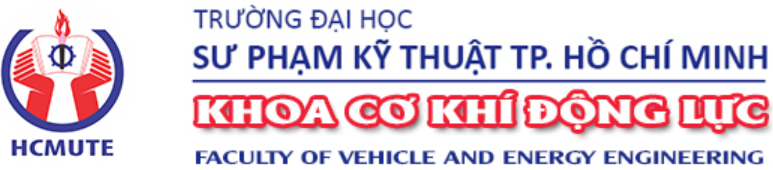 HCMUTE
TRƯỜNG ĐẠI HỌC
SƯ PHẠM KỸ THUẬT TP. HỒ CHÍ MINH
KHOA CƠ KHÍ ĐỘNG LỰC
FACULTY OF VEHICLE AND ENERGY ENGINEERING